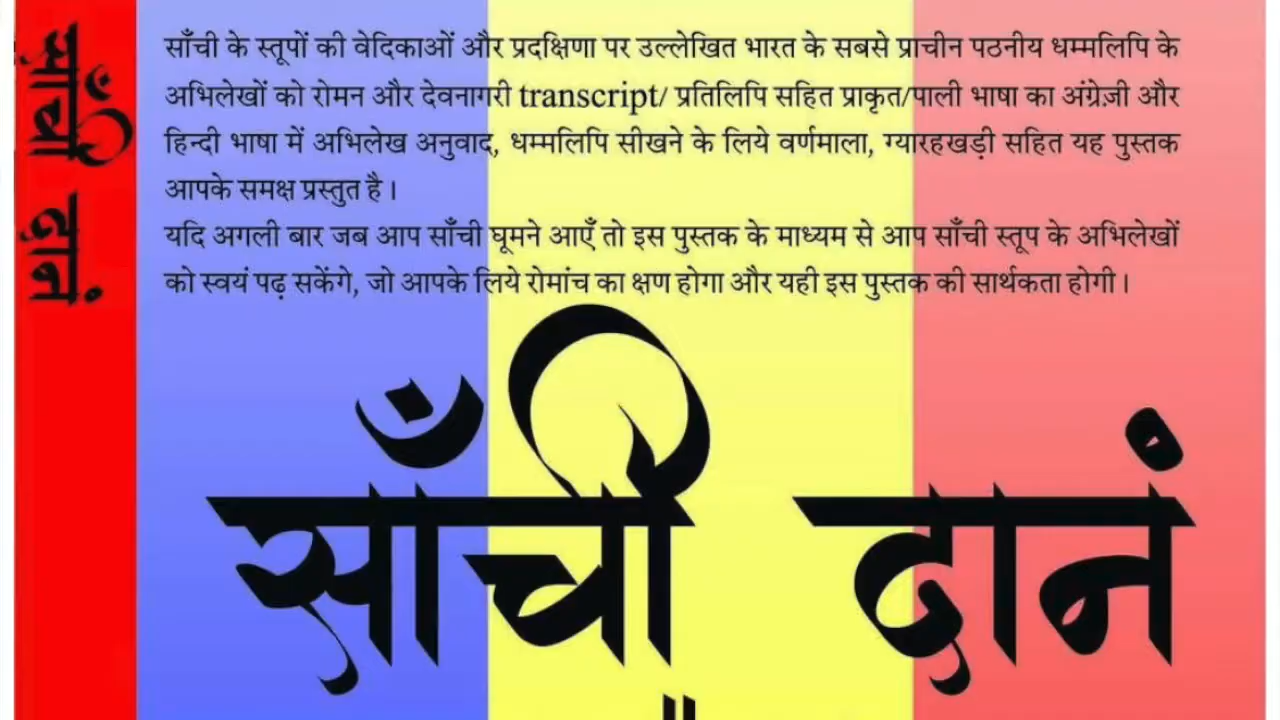 साँची दानं
साँची के स्तूपों की वेदिकाओं और प्रदक्षिणा पर उल्लेखित भारत के सबसे प्राचीन पठनीय धम्मलिपि के
अभिलेखों को रोमन और देवनागरी transcript/ प्रतिलिपि सहित प्राकृत/पाली भाषा का अंग्रेज़ी और
हिन्दी भाषा में अभिलेख अनुवाद, धम्मलिपि सीखने के लिये वर्णमाला, ग्यारहखड़ी सहित यह पुस्तक
आपके समक्ष प्रस्तुत है।
यदि अगली बार जब आप साँची घूमने आएँ तो इस पुस्तक के माध्यम से आप साँची स्तूप के अभिलेखों
को स्वयं पढ़ सकेंगे, जो आपके लिये रोमांच का क्षण होगा और यही इस पुस्तक की सार्थकता होगी।
साँची दानं